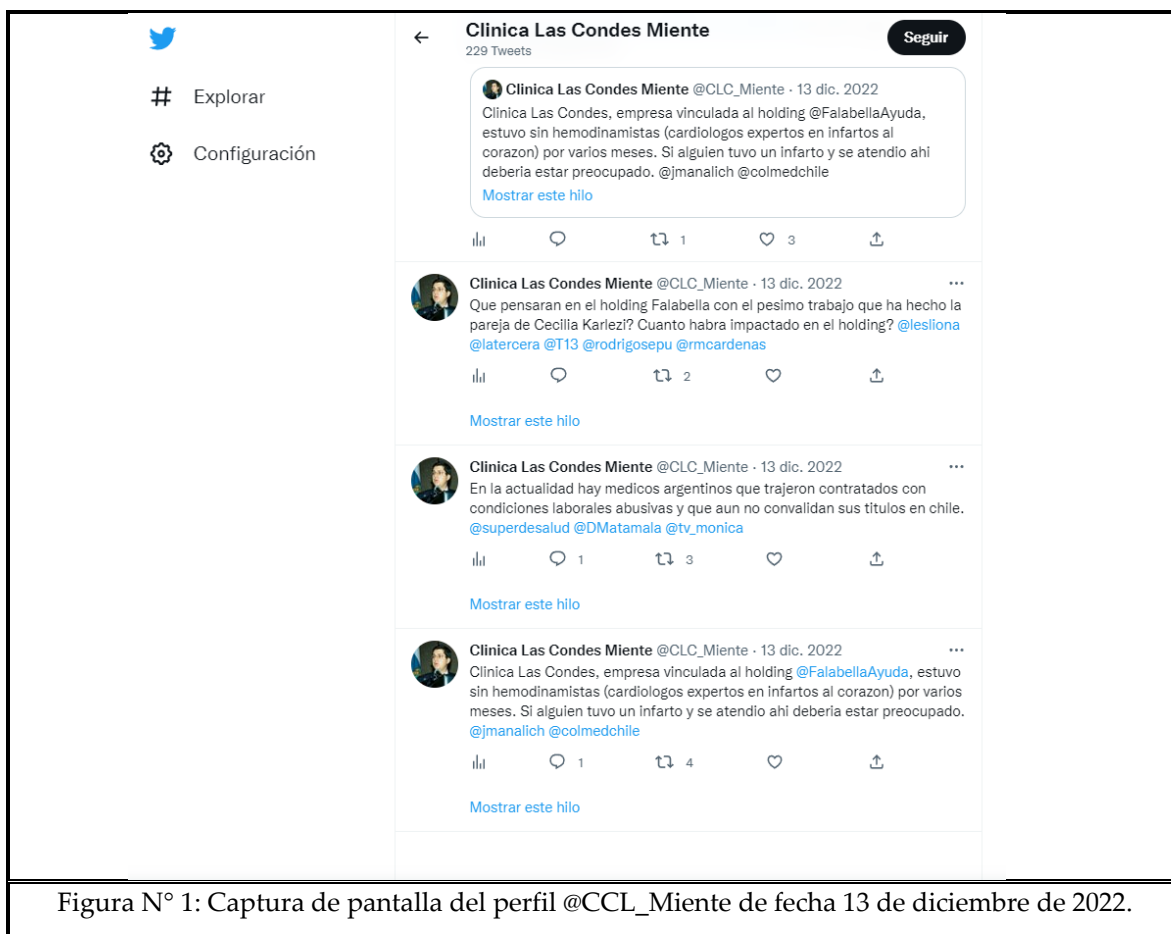 Clinica Las Condes Miente
229 Tweets
Seguir
Explorar
Configuración
Clinica Las Condes Miente @CLC_Miente · 13 dic. 2022
Clinica Las Condes, empresa vinculada al holding @FalabellaAyuda,
estuvo sin hemodinamistas (cardiologos expertos en infartos al
corazon) por varios meses. Si alguien tuvo un infarto y se atendio ahi
deberia estar preocupado. @jmanalich @colmedchile
Mostrar este hilo
1 3
Clinica Las Condes Miente @CLC_Miente · 13 dic. 2022
Que pensaran en el holding Falabella con el pesimo trabajo que ha hecho la
pareja de Cecilia Karlezi? Cuanto habra impactado en el holding? @lesliona
@latercera @T13 @rodrigosepu @rmcardenas
2
Mostrar este hilo
Clinica Las Condes Miente @CLC_Miente · 13 dic. 2022
En la actualidad hay medicos argentinos que trajeron contratados con
condiciones laborales abusivas y que aun no convalidan sus titulos en chile.
@superdesalud @DMatamala @tv_monica
1 3
Mostrar este hilo
Clinica Las Condes Miente @CLC_Miente · 13 dic. 2022
Clinica Las Condes, empresa vinculada al holding @FalabellaAyuda, estuvo
sin hemodinamistas (cardiologos expertos en infartos al corazon) por varios
meses. Si alguien tuvo un infarto y se atendio ahi deberia estar preocupado.
@jmanalich @colmedchile
1 4
Mostrar este hilo
Figura N° 1: Captura de pantalla del perfil @CCL_Miente de fecha 13 de diciembre de 2022.